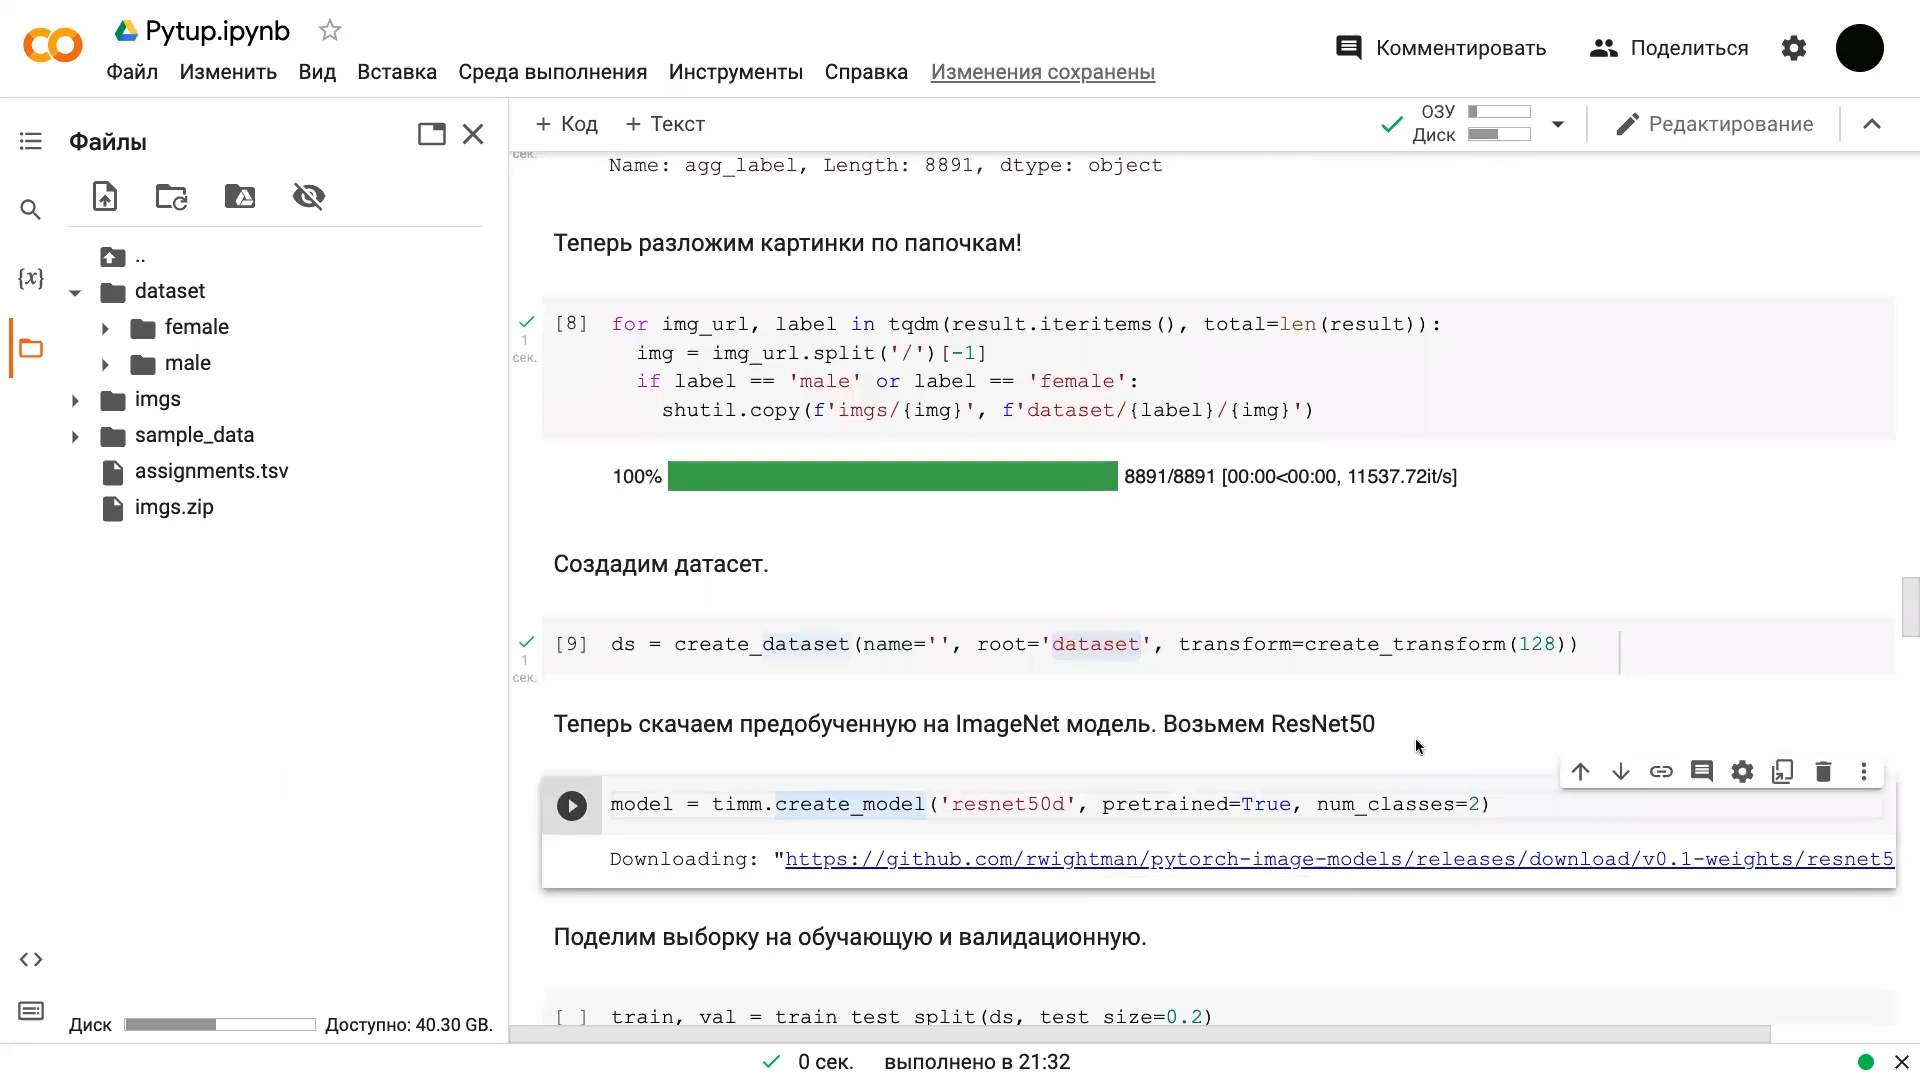 Pytup.ipynb
Файл Изменить Вид Вставка Среда выполнения Инструменты Справка Изменения сохранены
Комментировать Поделиться
Файлы
..
dataset
female
male
imgs
sample_data
assignments.tsv
imgs.zip
Диск Доступно: 40.30 GB.
+ Код + Текст
ОЗУ
Диск
Редактирование
сек.
Name: agg_label, Length: 8891, dtype: object
Теперь разложим картинки по папочкам!
1
сек.
[8] for img_url, label in tqdm(result.iteritems(), total=len(result)):
img = img_url.split('/')[-1]
if label == 'male' or label == 'female':
shutil.copy(f'imgs/{img}', f'dataset/{label}/{img}')
100% 8891/8891 [00:00<00:00, 11537.72it/s]
Создадим датасет.
1
сек.
[9] ds = create_dataset(name='', root='dataset', transform=create_transform(128))
Теперь скачаем предобученную на ImageNet модель. Возьмем ResNet50
model = timm.create_model('resnet50d', pretrained=True, num_classes=2)
Downloading: "https://github.com/rwightman/pytorch-image-models/releases/download/v0.1-weights/resnet5
Поделим выборку на обучающую и валидационную.
[ ] train, val = train_test_split(ds, test_size=0.2)
0 сек. выполнено в 21:32